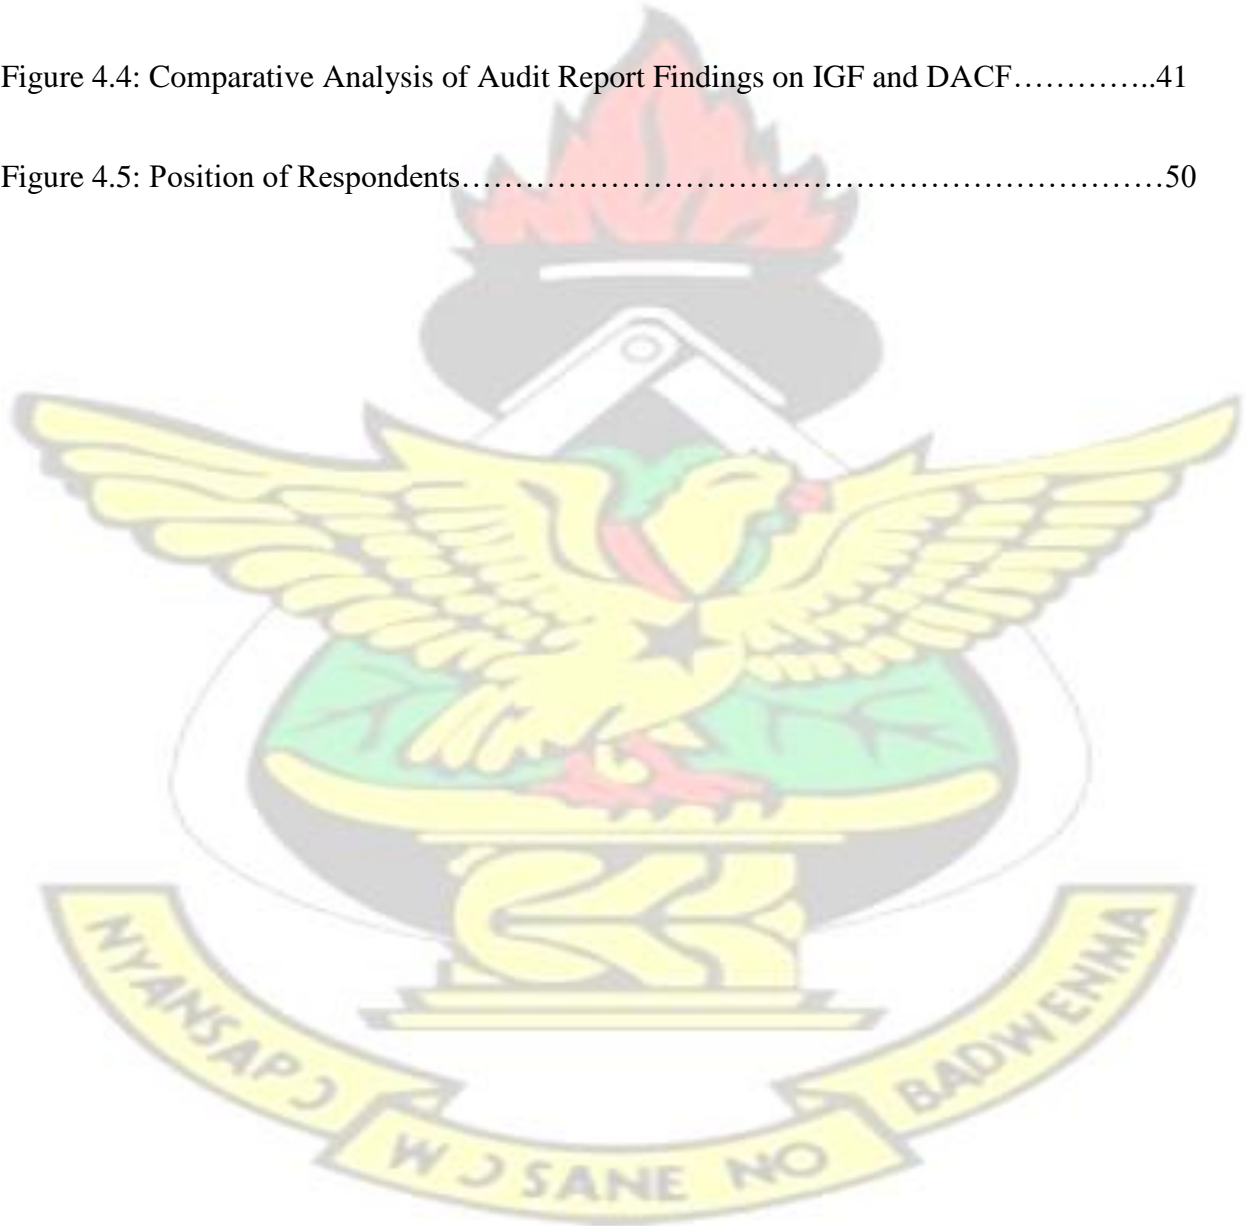 Figure 4.4: Comparative Analysis of Audit Report Findings on IGF and DACF…………..41
Figure 4.5: Position of Respondents……………………………………………………………50
NYANSAPƆ
WƆ SANE NO
BADWENMA